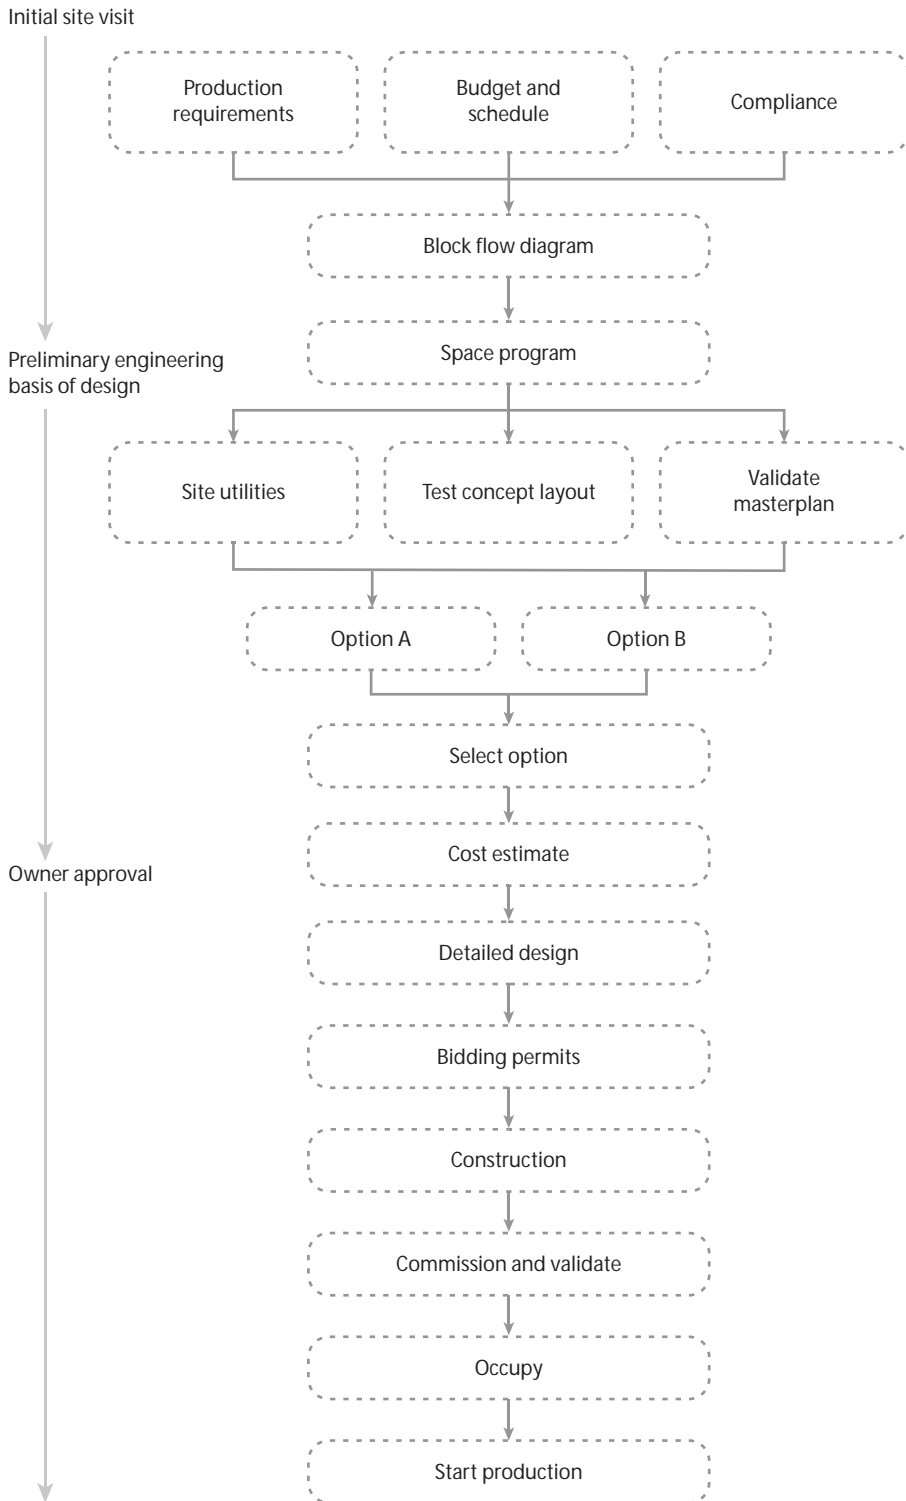 Initial site visit
Production
requirements
Budget and
schedule
Compliance
Block flow diagram
Preliminary engineering
basis of design
Space program
Site utilities
Test concept layout
Validate
masterplan
Option A
Option B
Select option
Cost estimate
Owner approval
Detailed design
Bidding permits
Construction
Commission and validate
Occupy
Start production